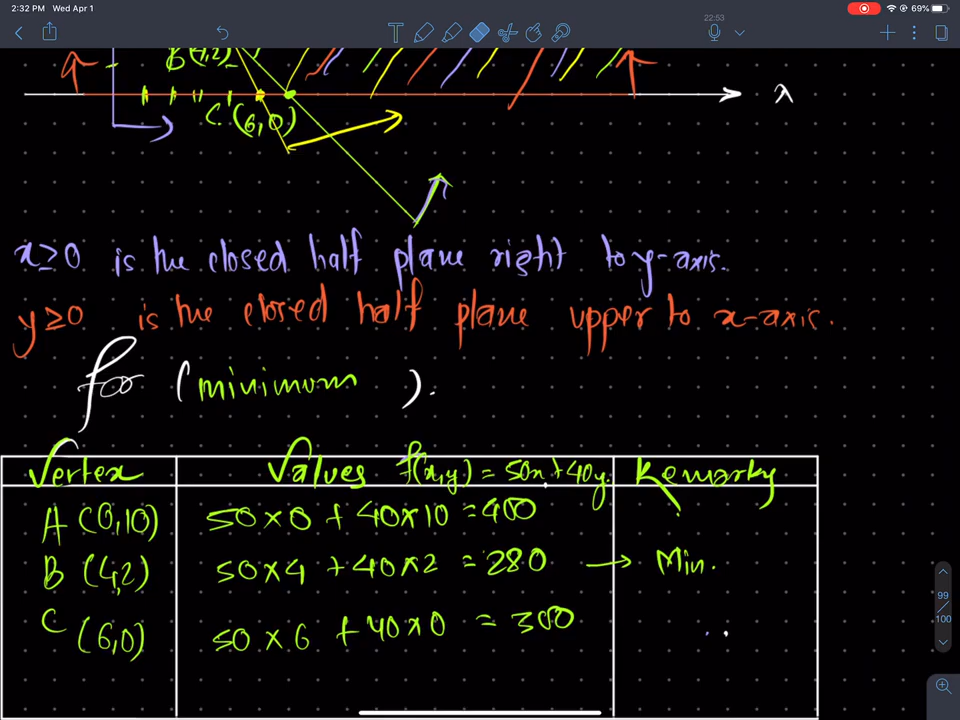 2:32 PM Wed Apr 1
69%
22:53
B(4,2)
C(6,0)
x≥0 is the closed half plane right to y-axis.
y≥0 is the closed half plane upper to x-axis.
for (minimum).
Vertex Values f(x,y) = 50x+40y Remarks
A (0,10) 50×0 + 40×10 = 400
B (4,2) 50×4 + 40×2 = 280 → Min.
C (6,0) 50×6 + 40×0 = 300
99
/
100